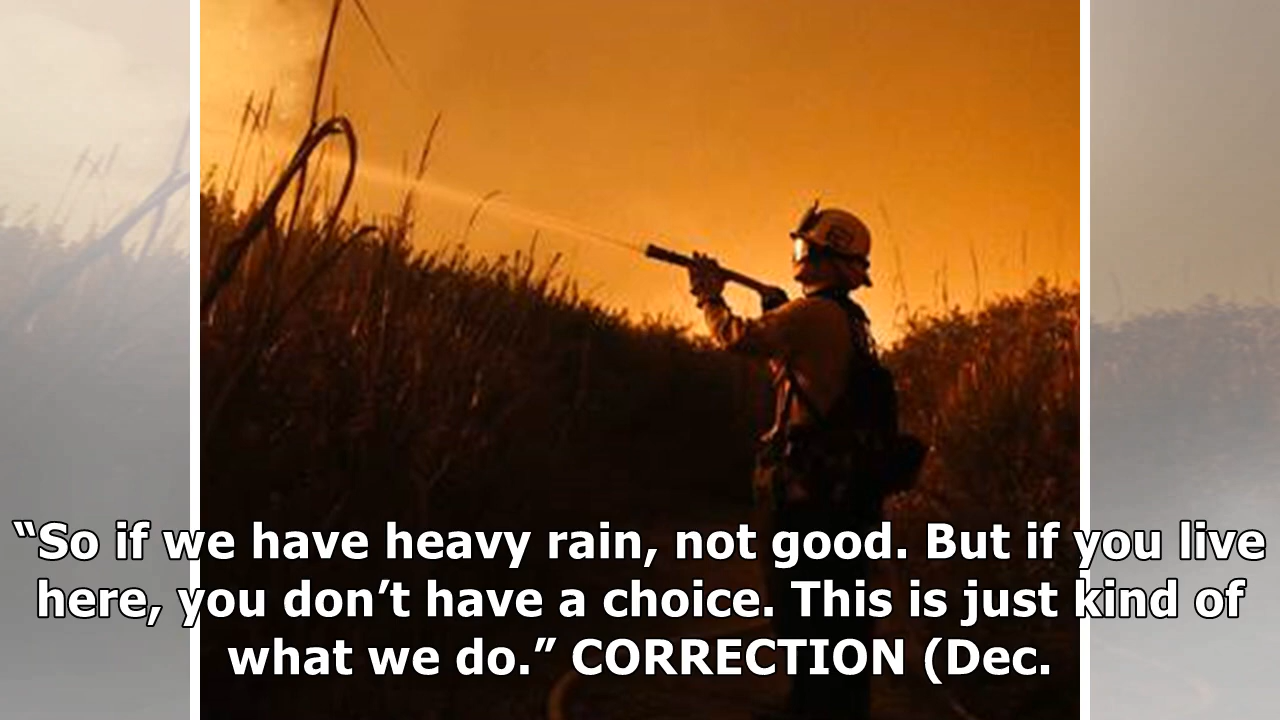 “So if we have heavy rain, not good. But if you live
here, you don’t have a choice. This is just kind of
what we do.” CORRECTION (Dec.